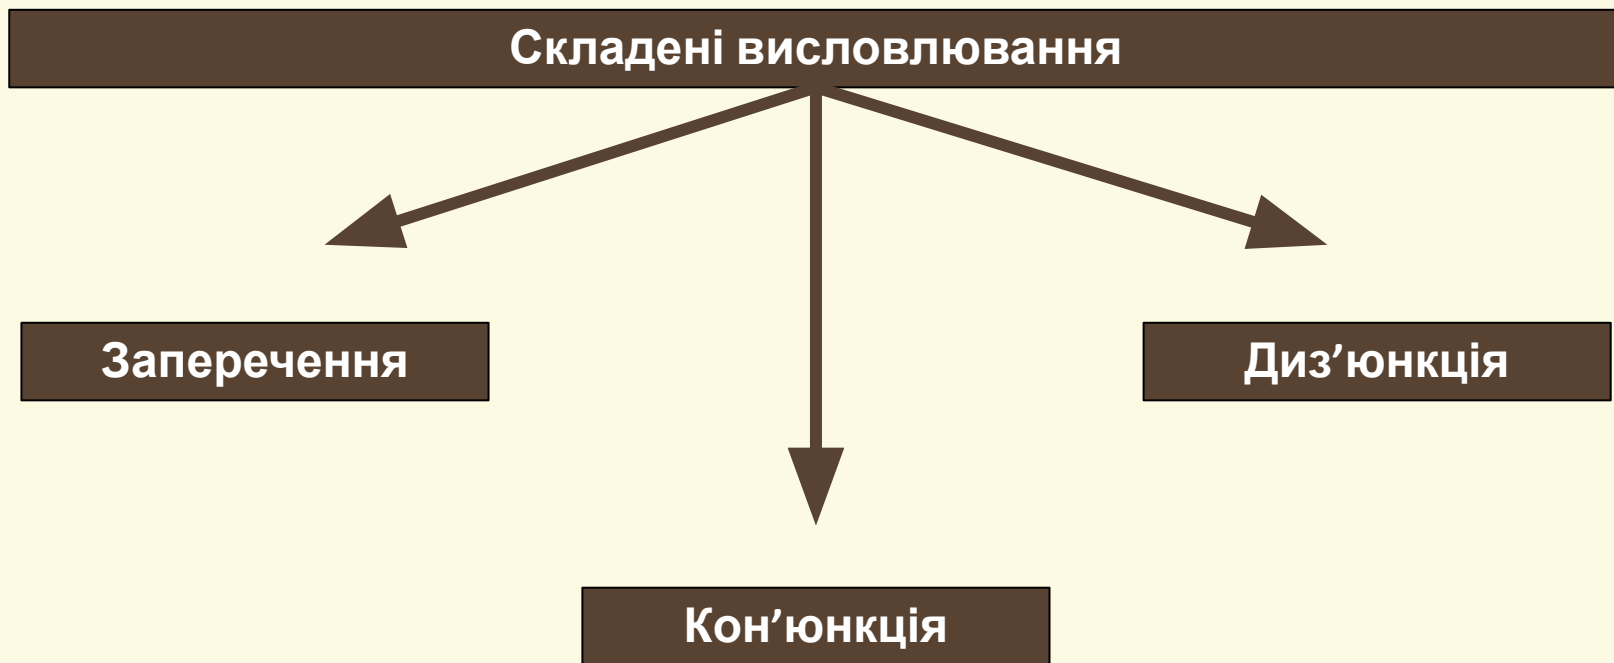 Складені висловлювання
Заперечення
Диз’юнкція
Кон’юнкція